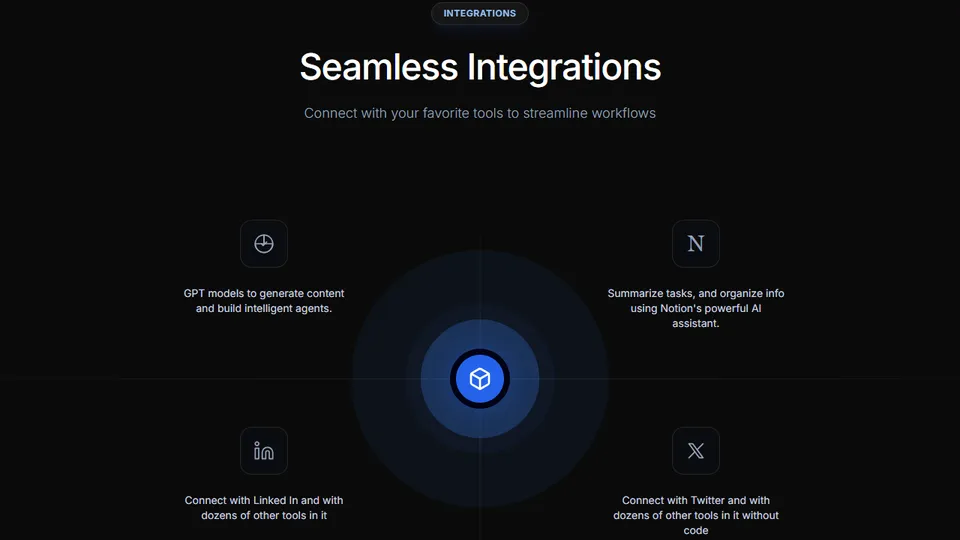 INTEGRATIONS
Seamless Integrations
Connect with your favorite tools to streamline workflows
GPT models to generate content
and build intelligent agents.
N
Summarize tasks, and organize info
using Notion's powerful AI
assistant.
in
X
Connect with Linked In and with
dozens of other tools in it
Connect with Twitter and with
dozens of other tools in it without
code